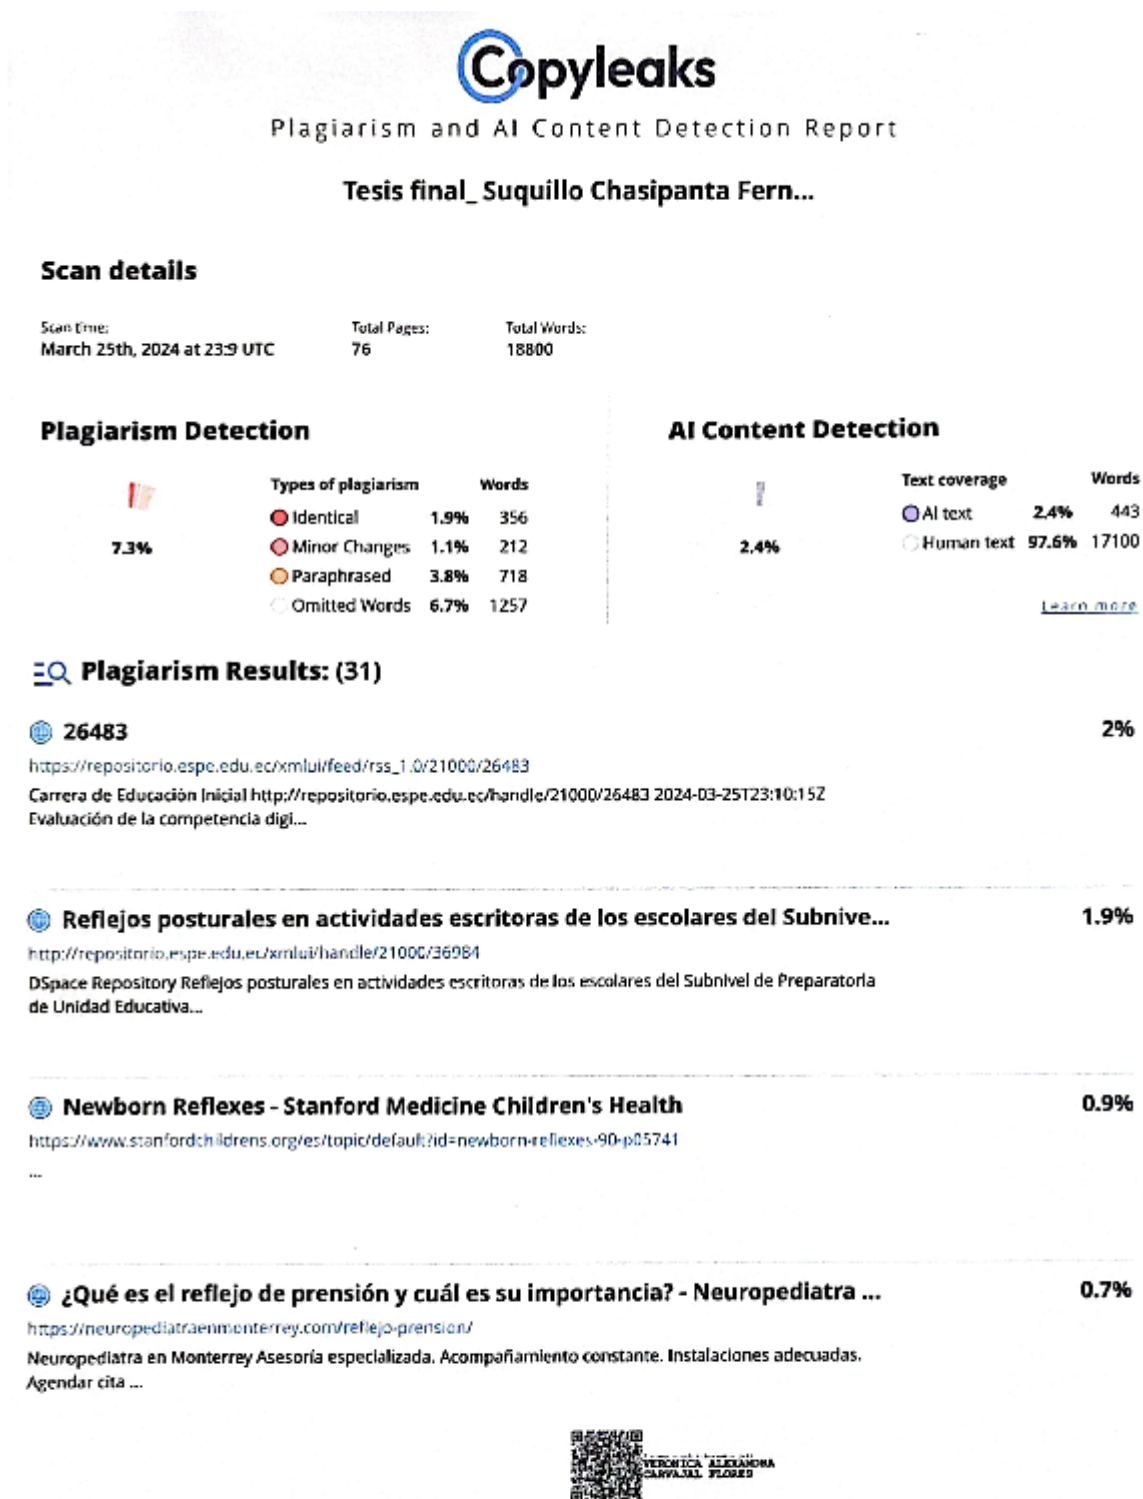 Copyleaks
Plagiarism and AI Content Detection Report
Tesis final_ Suquillo Chasipanta Fern...
Scan details
Scan time:
March 25th, 2024 at 23:9 UTC
Total Pages:
76
Total Words:
18800
Plagiarism Detection
7.3%
Types of plagiarism Words
Identical 1.9% 356
Minor Changes 1.1% 212
Paraphrased 3.8% 718
Omitted Words 6.7% 1257
AI Content Detection
2.4%
Text coverage Words
AI text 2.4% 443
Human text 97.6% 17100
Learn more
Plagiarism Results: (31)
26483 2%
https://repositorio.espe.edu.ec/xmlui/feed/rss_1.0/21000/26483
Carrera de Educación Inicial http://repositorio.espe.edu.ec/handle/21000/26483 2024-03-25T23:10:15Z
Evaluación de la competencia digi...
Reflejos posturales en actividades escritoras de los escolares del Subnive... 1.9%
http://repositorio.espe.edu.ec/xmlui/handle/21000/36984
DSpace Repository Reflejos posturales en actividades escritoras de los escolares del Subnivel de Preparatoria
de Unidad Educativa...
Newborn Reflexes - Stanford Medicine Children's Health 0.9%
https://www.stanfordchildrens.org/es/topic/default?id=newborn-reflexes-90-p05741
...
¿Qué es el reflejo de prensión y cuál es su importancia? - Neuropediatra ... 0.7%
https://neuropediatraenmonterrey.com/reflejo-prension/
Neuropediatra en Monterrey Asesoría especializada. Acompañamiento constante. Instalaciones adecuadas.
Agendar cita ...
VERONICA ALEXANDRA
CARVAJAL FLORES